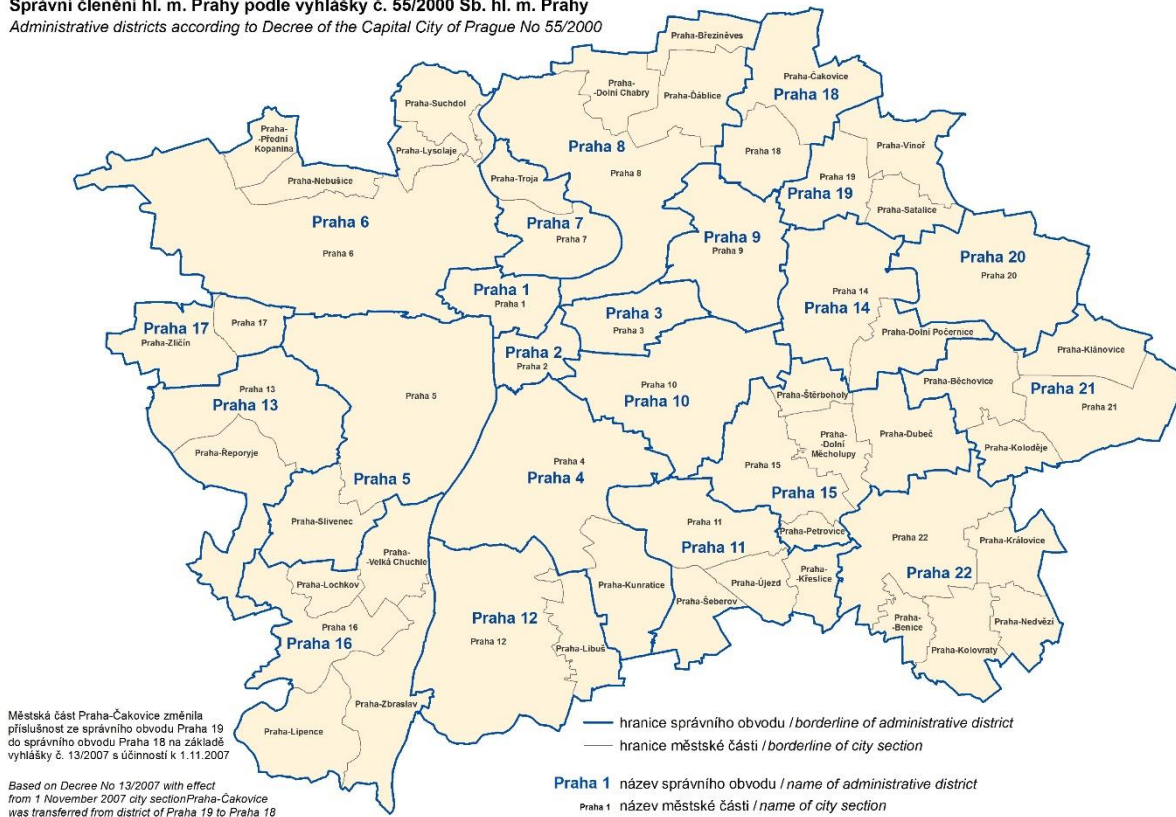 Správní členění hl. m. Prahy podle vyhlášky č. 55/2000 Sb. hl. m. Prahy
Administrative districts according to Decree of the Capital City of Prague No 55/2000
Praha-Březiněves
Praha-
-Dolní Chabry
Praha-Ďáblice
Praha-Čakovice
Praha 18
Praha 18
Praha-Suchdol
Praha-Lysolaje
Praha-
-Přední
Kopanina
Praha-Nebušice
Praha 6
Praha 6
Praha 8
Praha 8
Praha-Troja
Praha 7
Praha 7
Praha-Vinoř
Praha 19
Praha 19
Praha-Satalice
Praha 9
Praha 9
Praha 20
Praha 20
Praha 1
Praha 1
Praha 14
Praha 14
Praha-Dolní Počernice
Praha 3
Praha 3
Praha 17
Praha 17
Praha-Zličín
Praha 2
Praha 2
Praha-Klánovice
Praha-Běchovice
Praha 21
Praha 21
Praha-Koloděje
Praha 13
Praha 13
Praha-Řeporyje
Praha 5
Praha 5
Praha 10
Praha 10
Praha-Štěrboholy
Praha-
-Dolní
Měcholupy
Praha-Dubeč
Praha 15
Praha 15
Praha-Petrovice
Praha 4
Praha 4
Praha-Slivenec
Praha-
-Velká Chuchle
Praha-Lochkov
Praha 11
Praha 11
Praha-Újezd
Praha-
-Křeslice
Praha-Kunratice
Praha-Šeberov
Praha 22
Praha 22
Praha-Královice
Praha-
-Benice
Praha-Kolovraty
Praha-Nedvězí
Praha 16
Praha 16
Praha 12
Praha 12
Praha-Libuš
Praha-Zbraslav
Praha-Lipence
Městská část Praha-Čakovice změnila
příslušnost ze správního obvodu Praha 19
do správního obvodu Praha 18 na základě
vyhlášky č. 13/2007 s účinností k 1.11.2007
Based on Decree No 13/2007 with effect
from 1 November 2007 city sectionPraha-Čakovice
was transferred from district of Praha 19 to Praha 18
hranice správního obvodu / borderline of administrative district
hranice městské části / borderline of city section
Praha 1 název správního obvodu / name of administrative district
Praha 1 název městské části / name of city section